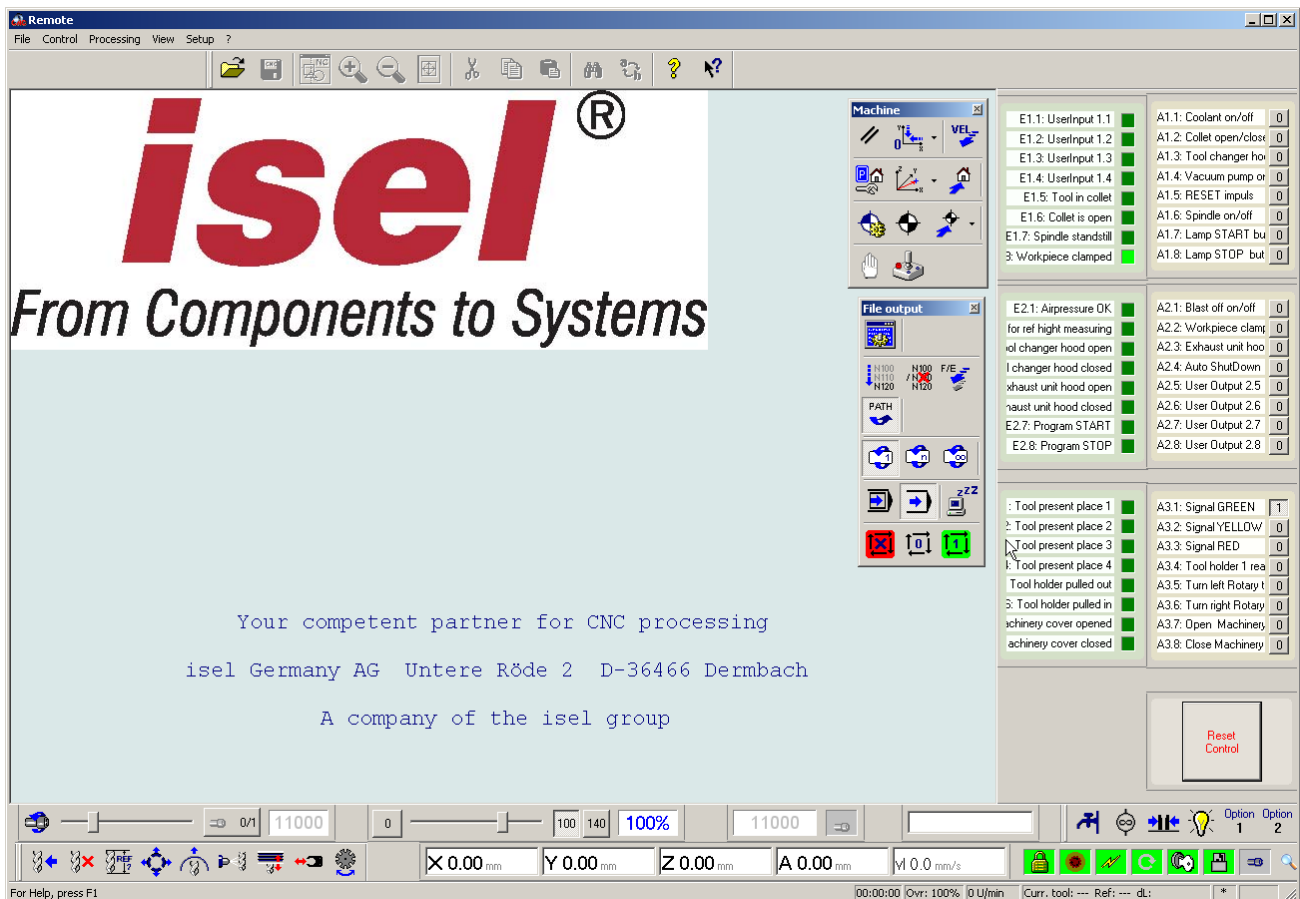 Remote
File Control Processing View Setup ?
isel®
From Components to Systems
Your competent partner for CNC processing
isel Germany AG Untere Röde 2 D-36466 Dermbach
A company of the isel group
Machine
VEL
File output
N100
N110
N120
N100
N120
F/E
PATH
1
n
∞
zzz
0
1
E1.1: UserInput 1.1
E1.2: UserInput 1.2
E1.3: UserInput 1.3
E1.4: UserInput 1.4
E1.5: Tool in collet
E1.6: Collet is open
E1.7: Spindle standstill
3: Workpiece clamped
A1.1: Coolant on/off 0
A1.2: Collet open/close 0
A1.3: Tool changer ho 0
A1.4: Vacuum pump or 0
A1.5: RESET impuls 0
A1.6: Spindle on/off 0
A1.7: Lamp START bu 0
A1.8: Lamp STOP but 0
E2.1: Airpressure OK
for ref hight measuring
ol changer hood open
l changer hood closed
xhaust unit hood open
haust unit hood closed
E2.7: Program START
E2.8: Program STOP
A2.1: Blast off on/off 0
A2.2: Workpiece clamp 0
A2.3: Exhaust unit hoo 0
A2.4: Auto ShutDown 0
A2.5: User Output 2.5 0
A2.6: User Output 2.6 0
A2.7: User Output 2.7 0
A2.8: User Output 2.8 0
: Tool present place 1
2: Tool present place 2
Tool present place 3
: Tool present place 4
Tool holder pulled out
6: Tool holder pulled in
achinery cover opened
achinery cover closed
A3.1: Signal GREEN 1
A3.2: Signal YELLOW 0
A3.3: Signal RED 0
A3.4: Tool holder 1 rea 0
A3.5: Turn left Rotary t 0
A3.6: Turn right Rotary 0
A3.7: Open Machinery 0
A3.8: Close Machinery 0
Reset
Control
0/1 11000 0 100 140 100% 11000
Option 1 Option 2
REF
X 0.00 mm Y 0.00 mm Z 0.00 mm A 0.00 mm vl 0.0 mm/s
For Help, press F1
00:00:00 Ovr: 100% 0 U/min Curr. tool: --- Ref: --- dL: *